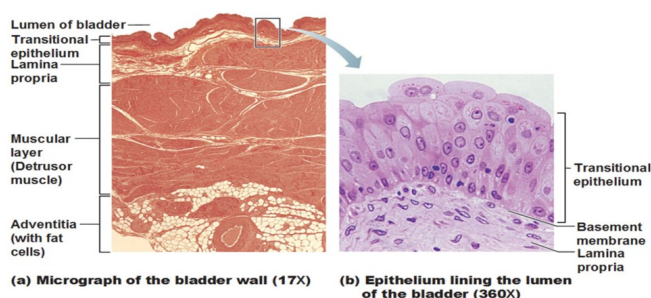 Lumen of bladder
Transitional
epithelium
Lamina
propria
Muscular
layer
(Detrusor
muscle)
Adventitia
(with fat
cells)
(a) Micrograph of the bladder wall (17X)
Transitional
epithelium
Basement
membrane
Lamina
propria
(b) Epithelium lining the lumen
of the bladder (360X)